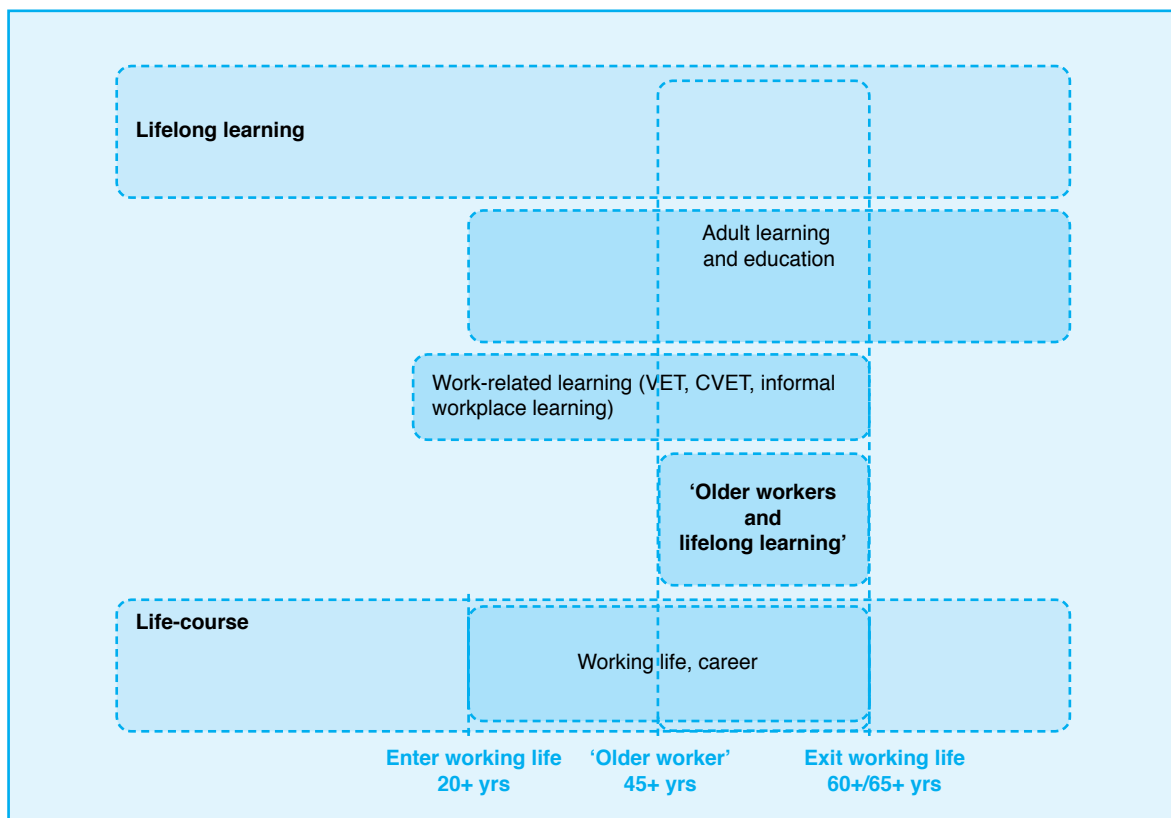 Lifelong learning
Adult learning
and education
Work-related learning (VET, CVET, informal
workplace learning)
‘Older workers
and
lifelong learning’
Life-course
Working life, career
Enter working life
20+ yrs
‘Older worker’
45+ yrs
Exit working life
60+/65+ yrs